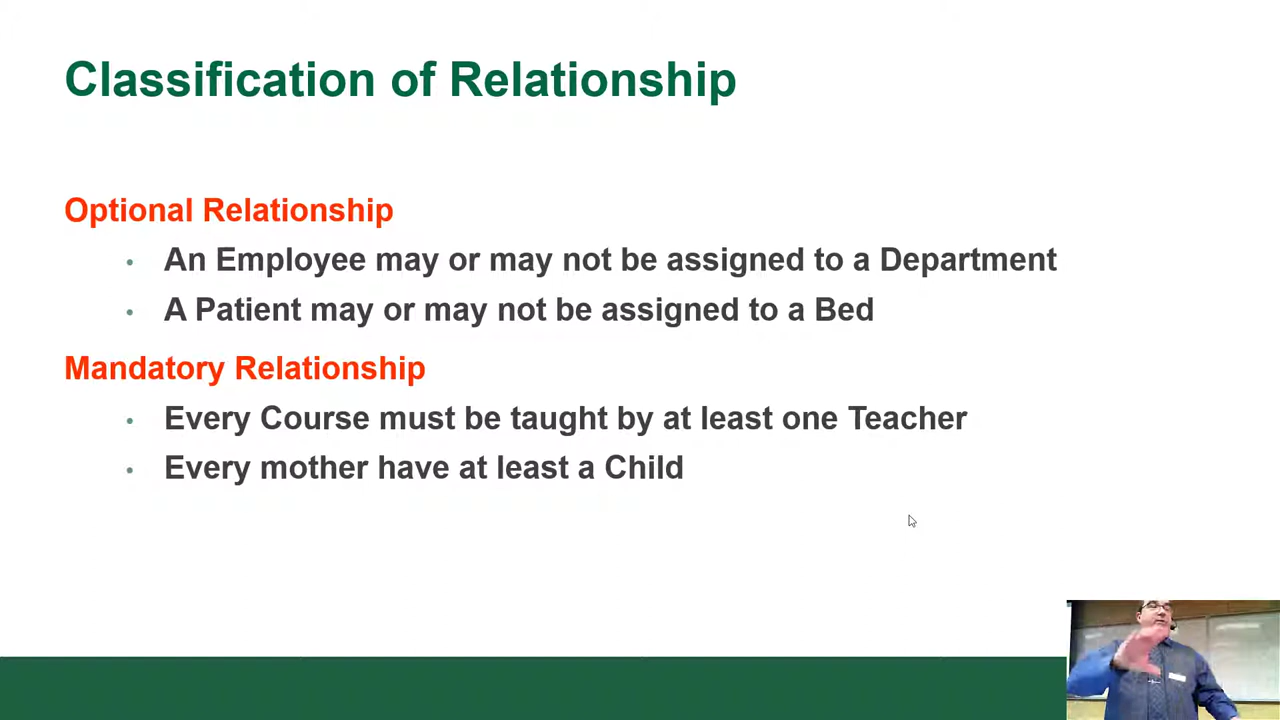 Classification of Relationship
Optional Relationship
• An Employee may or may not be assigned to a Department
• A Patient may or may not be assigned to a Bed
Mandatory Relationship
• Every Course must be taught by at least one Teacher
• Every mother have at least a Child